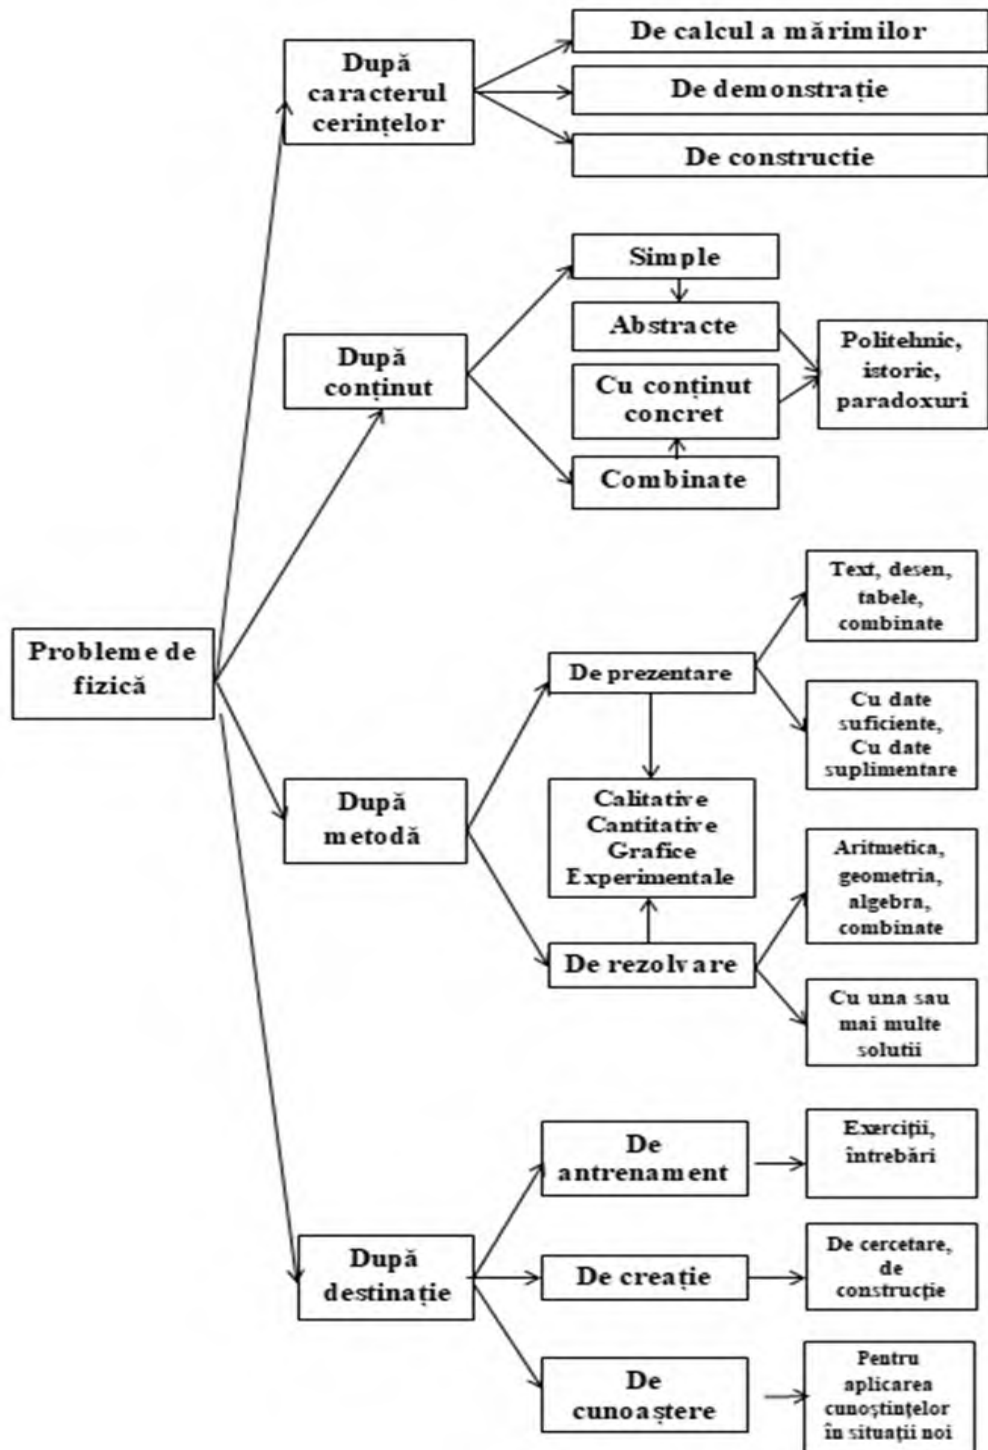 După
caracterul
cerințelor
De calcul a mărimilor
De demonstrație
De constructie
După
conținut
Simple
Abstracte
Cu conținut
concret
Combinate
Politehnic,
istoric,
paradoxuri
Probleme de
fizică
După
metodă
De prezentare
Text, desen,
tabele,
combinate
Cu date
suficiente,
Cu date
suplimentare
Calitative
Cantitative
Grafice
Experimentale
De rezolvare
Aritmetica,
geometria,
algebra,
combinate
Cu una sau
mai multe
solutii
După
destinație
De
antrenament
Exerciții,
întrebări
De creație
De cercetare,
de
construcție
De
cunoaștere
Pentru
aplicarea
cunoștințelor
în situații noi